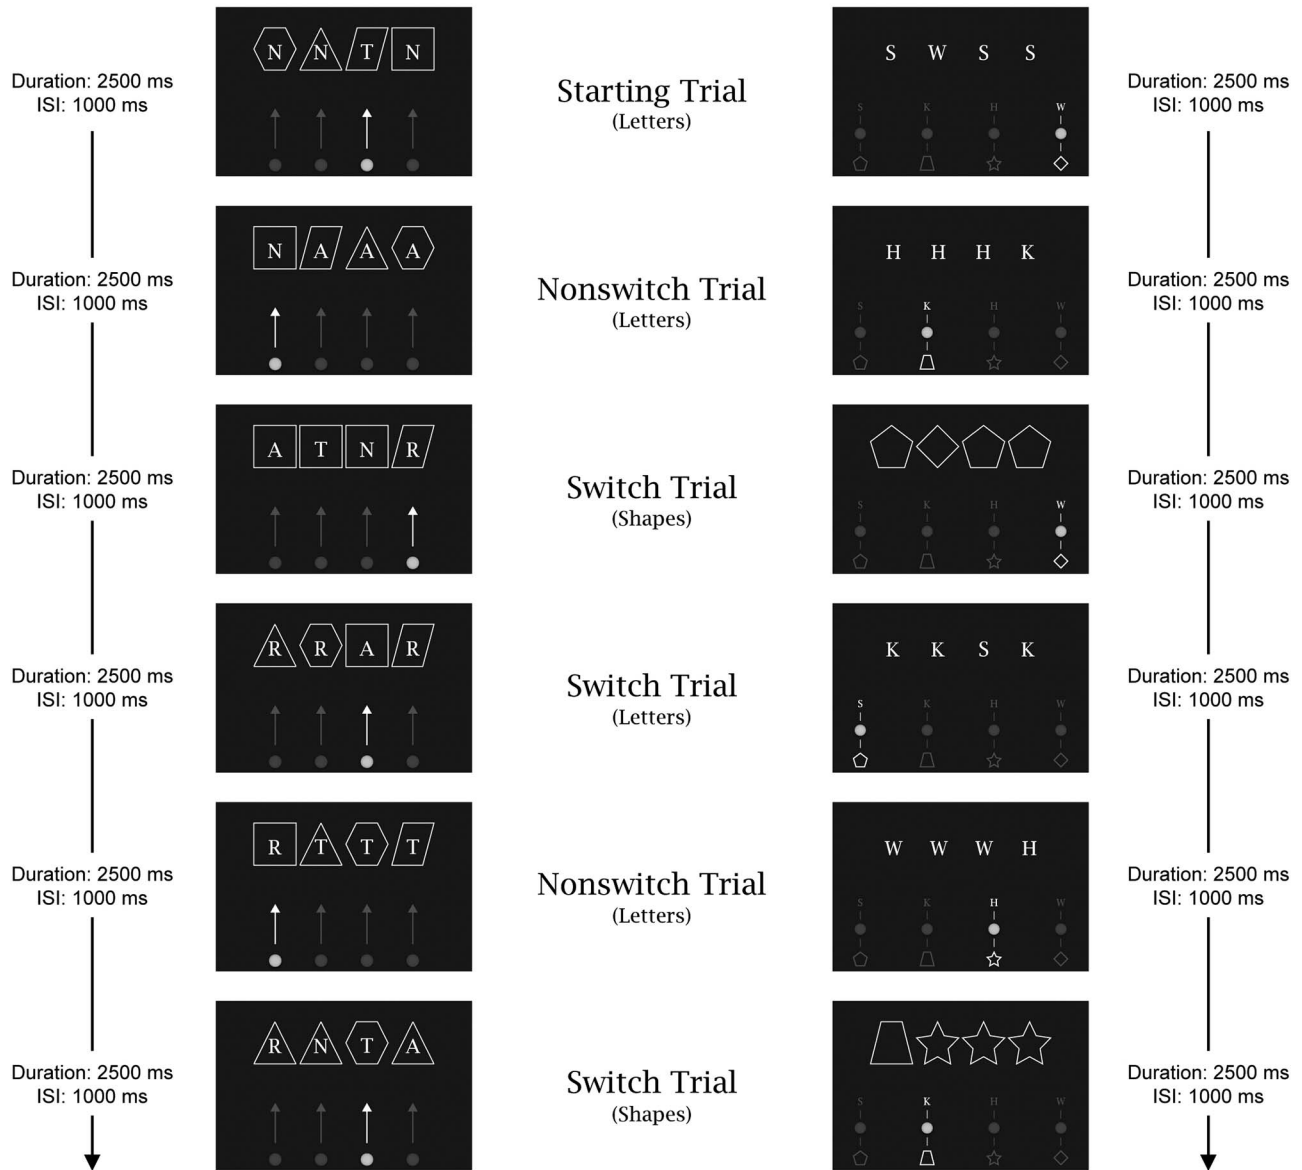 Duration: 2500 ms
ISI: 1000 ms
N N T N
Starting Trial
(Letters)
S W S S
S K H W
Duration: 2500 ms
ISI: 1000 ms
Duration: 2500 ms
ISI: 1000 ms
N A A A
Nonswitch Trial
(Letters)
H H H K
S K H W
Duration: 2500 ms
ISI: 1000 ms
Duration: 2500 ms
ISI: 1000 ms
A T N R
Switch Trial
(Shapes)
S K H W
Duration: 2500 ms
ISI: 1000 ms
Duration: 2500 ms
ISI: 1000 ms
R R A R
Switch Trial
(Letters)
K K S K
S K H W
Duration: 2500 ms
ISI: 1000 ms
Duration: 2500 ms
ISI: 1000 ms
R T T T
Nonswitch Trial
(Letters)
W W W H
S K H W
Duration: 2500 ms
ISI: 1000 ms
Duration: 2500 ms
ISI: 1000 ms
R N T A
Switch Trial
(Shapes)
S K H W
Duration: 2500 ms
ISI: 1000 ms